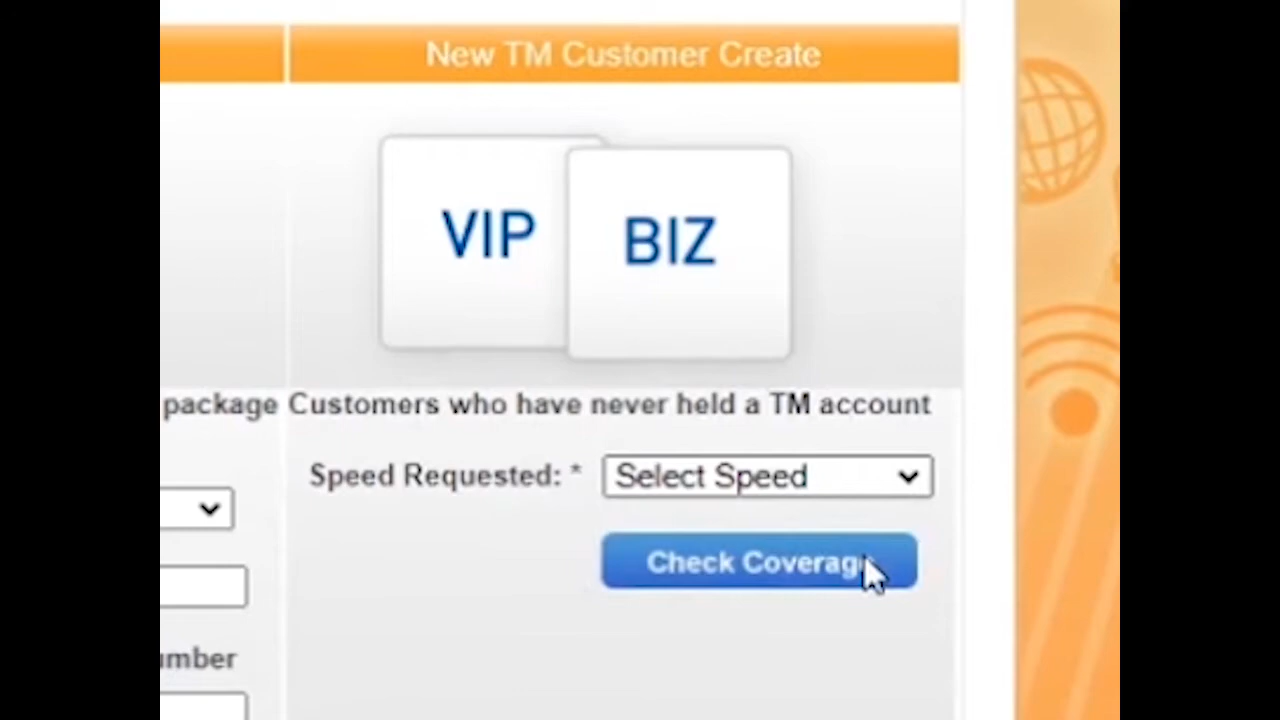 New TM Customer Create
VIP
BIZ
package
Customers who have never held a TM account
Speed Requested: *
Select Speed
Check Coverage
umber